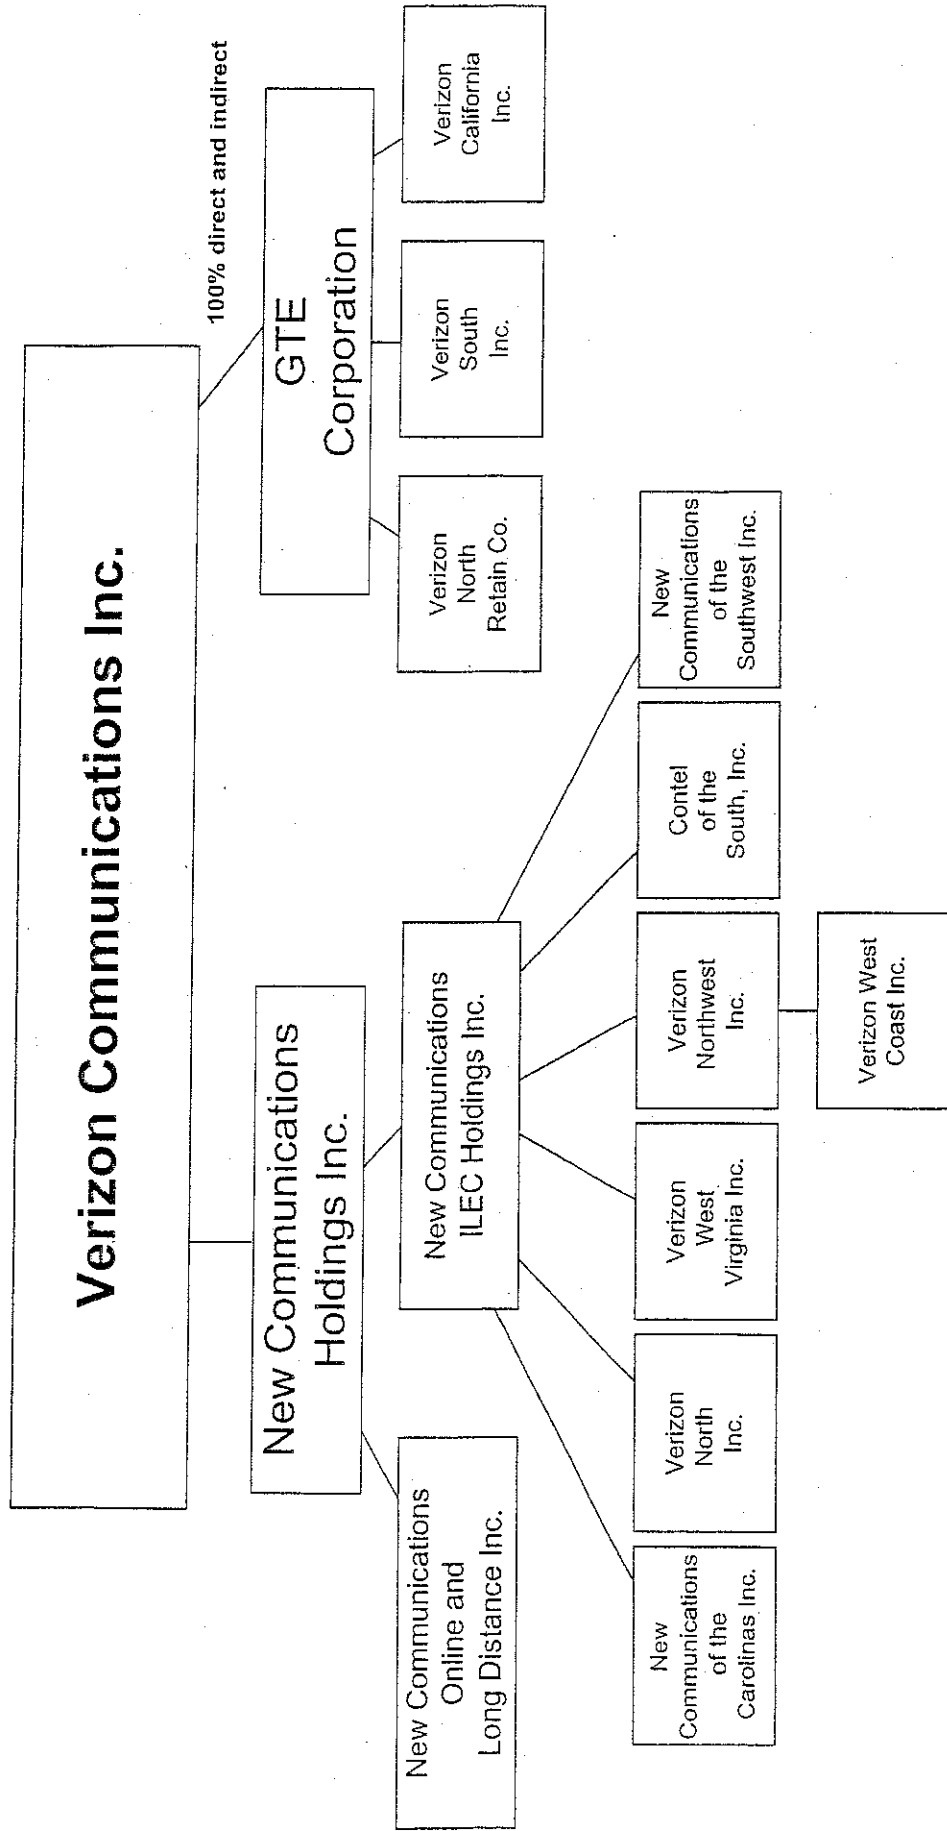 Verizon Communications Inc.
100% direct and indirect
New Communications
Holdings Inc.
GTE
Corporation
New Communications
Online and
Long Distance Inc.
New Communications
ILEC Holdings Inc.
Verizon
North
Retain Co.
Verizon
South
Inc.
Verizon
California
Inc.
New
Communications
of the
Carolinas Inc.
Verizon
North
Inc.
Verizon
West
Virginia Inc.
Verizon
Northwest
Inc.
Contel
of the
South, Inc.
New
Communications
of the
Southwest Inc.
Verizon West
Coast Inc.